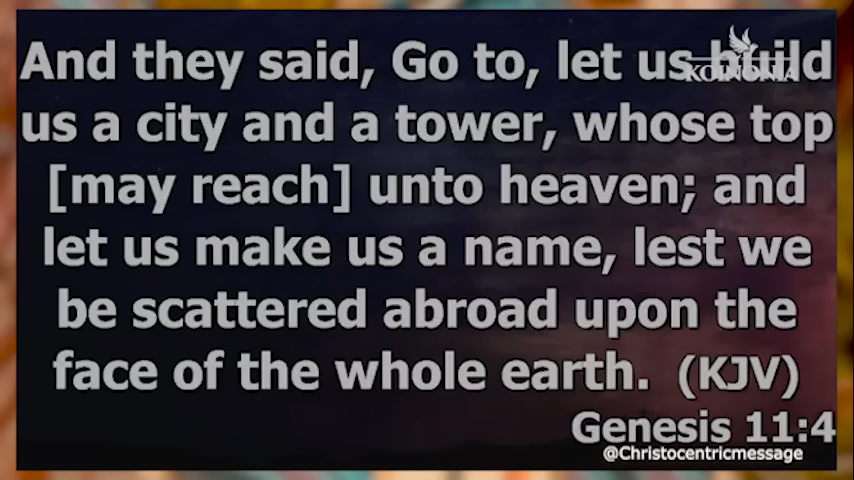 And they said, Go to, let us build
KOINONIA
us a city and a tower, whose top
[may reach] unto heaven; and
let us make us a name, lest we
be scattered abroad upon the
face of the whole earth. (KJV)
Genesis 11:4
@Christocentricmessage